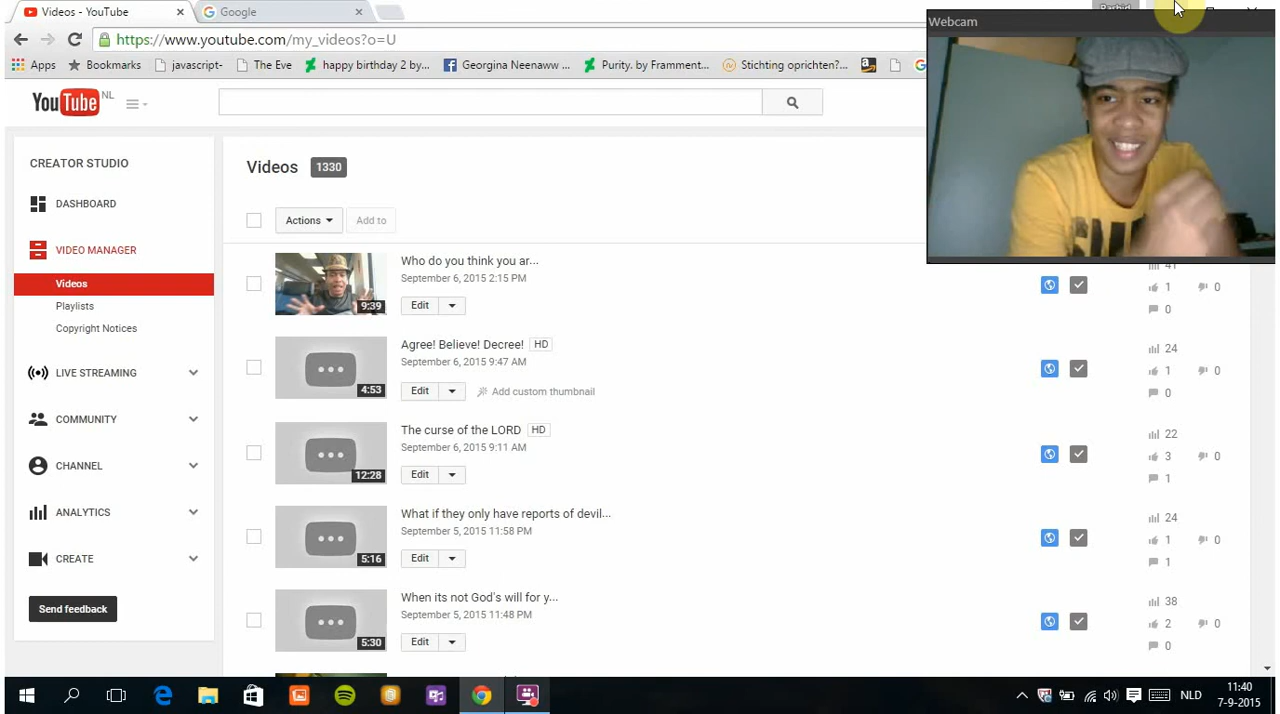 Videos - YouTube
Google
Webcam
https://www.youtube.com/my_videos?o=U
Apps
Bookmarks
javascript-
The Eve
happy birthday 2 by...
Georgina Neenaww ...
Purity. by Framment...
Stichting oprichten?...
YouTube NL
CREATOR STUDIO
DASHBOARD
VIDEO MANAGER
Videos
Playlists
Copyright Notices
LIVE STREAMING
COMMUNITY
CHANNEL
ANALYTICS
CREATE
Send feedback
Videos 1330
Actions
Add to
Who do you think you ar...
September 6, 2015 2:15 PM
9:39
Edit
41
1 0
0
Agree! Believe! Decree! HD
September 6, 2015 9:47 AM
4:53
Edit
Add custom thumbnail
24
1 0
0
The curse of the LORD HD
September 6, 2015 9:11 AM
12:28
Edit
22
3 0
1
What if they only have reports of devil...
September 5, 2015 11:58 PM
5:16
Edit
24
1 0
1
When its not God's will for y...
September 5, 2015 11:48 PM
5:30
Edit
38
2 0
0
NLD
11:40
7-9-2015